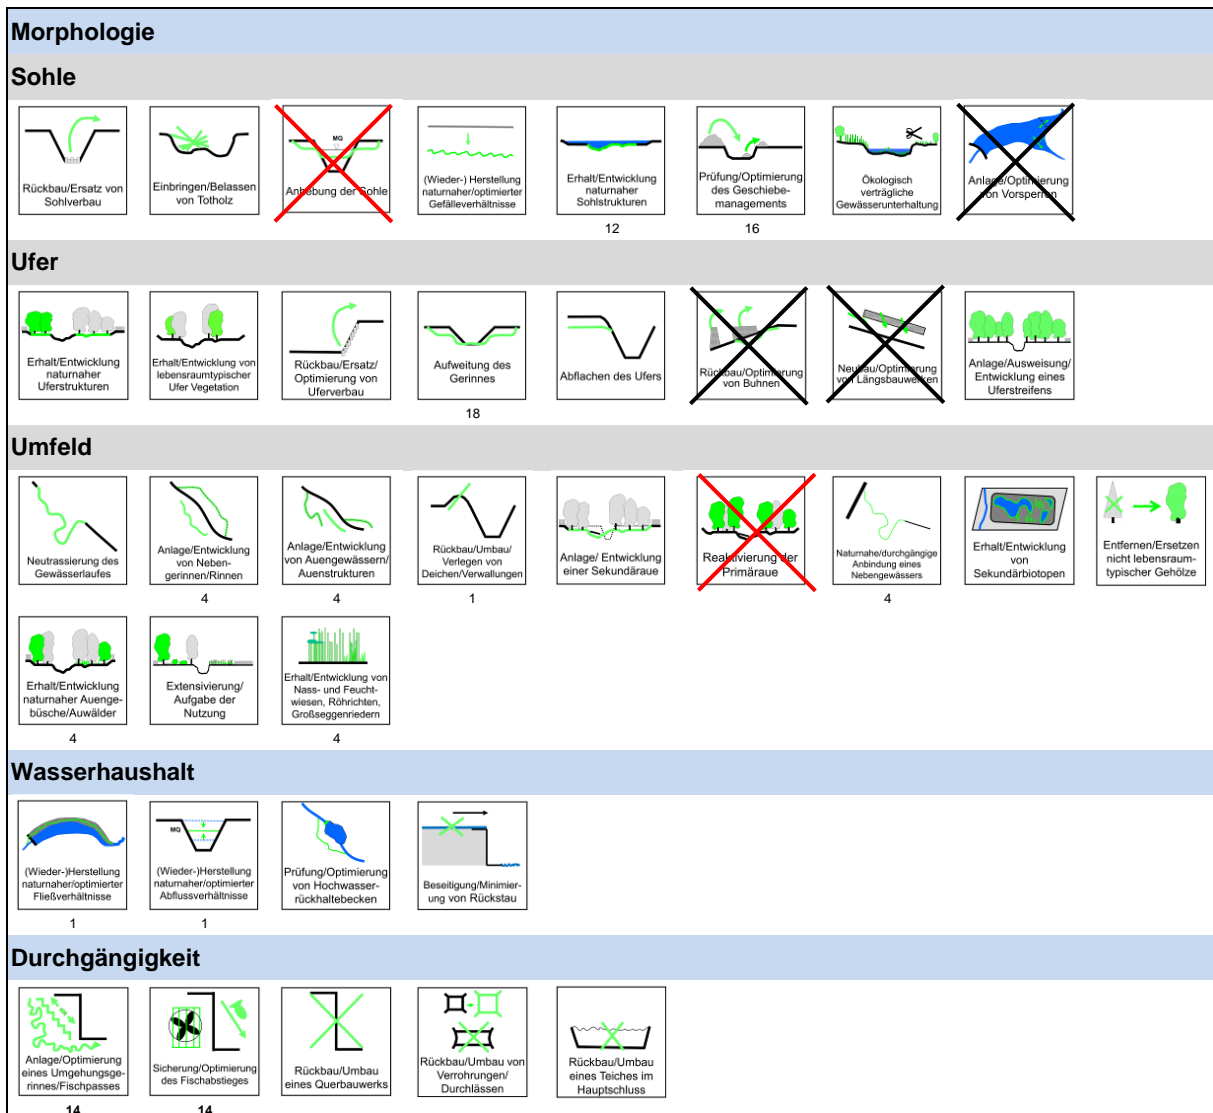 Morphologie
Sohle
Rückbau/Ersatz von
Sohlverbau
Einbringen/Belassen
von Totholz
MQ
Anhebung der Sohle
(Wieder-) Herstellung
naturnaher/optimierter
Gefälleverhältnisse
Erhalt/Entwicklung
naturnaher
Sohlstrukturen
12
Prüfung/Optimierung
des Geschiebe-
managements
16
Ökologisch
verträgliche
Gewässerunterhaltung
Anlage/Optimierung
von Vorsperren
Ufer
Erhalt/Entwicklung
naturnaher
Uferstrukturen
Erhalt/Entwicklung von
lebensraumtypischer
Ufer Vegetation
Rückbau/Ersatz/
Optimierung von
Uferverbau
Aufweitung des
Gerinnes
18
Abflachen des Ufers
Rückbau/Optimierung
von Buhnen
Neubau/Optimierung
von Längsbauwerken
Anlage/Ausweisung/
Entwicklung eines
Uferstreifens
Umfeld
Neutrassierung des
Gewässerlaufes
Anlage/Entwicklung
von Neben-
gerinnen/Rinnen
4
Anlage/Entwicklung
von Auengewässern/
Auenstrukturen
4
Rückbau/Umbau/
Verlegen von
Deichen/Verwallungen
1
Anlage/ Entwicklung
einer Sekundäraue
Reaktivierung der
Primäraue
Naturnahe/durchgängige
Anbindung eines
Nebengewässers
4
Erhalt/Entwicklung
von
Sekundärbiotopen
Entfernen/Ersetzen
nicht lebensraum-
typischer Gehölze
Erhalt/Entwicklung
naturnaher Auenge-
büsche/Auwälder
4
Extensivierung/
Aufgabe der
Nutzung
Erhalt/Entwicklung von
Nass- und Feucht-
wiesen, Röhrichten,
Großseggenriedern
4
Wasserhaushalt
(Wieder-)Herstellung
naturnaher/optimierter
Fließverhältnisse
1
MQ
(Wieder-)Herstellung
naturnaher/optimierter
Abflussverhältnisse
1
Prüfung/Optimierung
von Hochwasser-
rückhaltebecken
Beseitigung/Minimier-
ung von Rückstau
Durchgängigkeit
Anlage/Optimierung
eines Umgehungsge-
rinnes/Fischpasses
14
Sicherung/Optimierung
des Fischabstieges
14
Rückbau/Umbau
eines Querbauwerks
Rückbau/Umbau von
Verrohrungen/
Durchlässen
Rückbau/Umbau
eines Teiches im
Hauptschluss